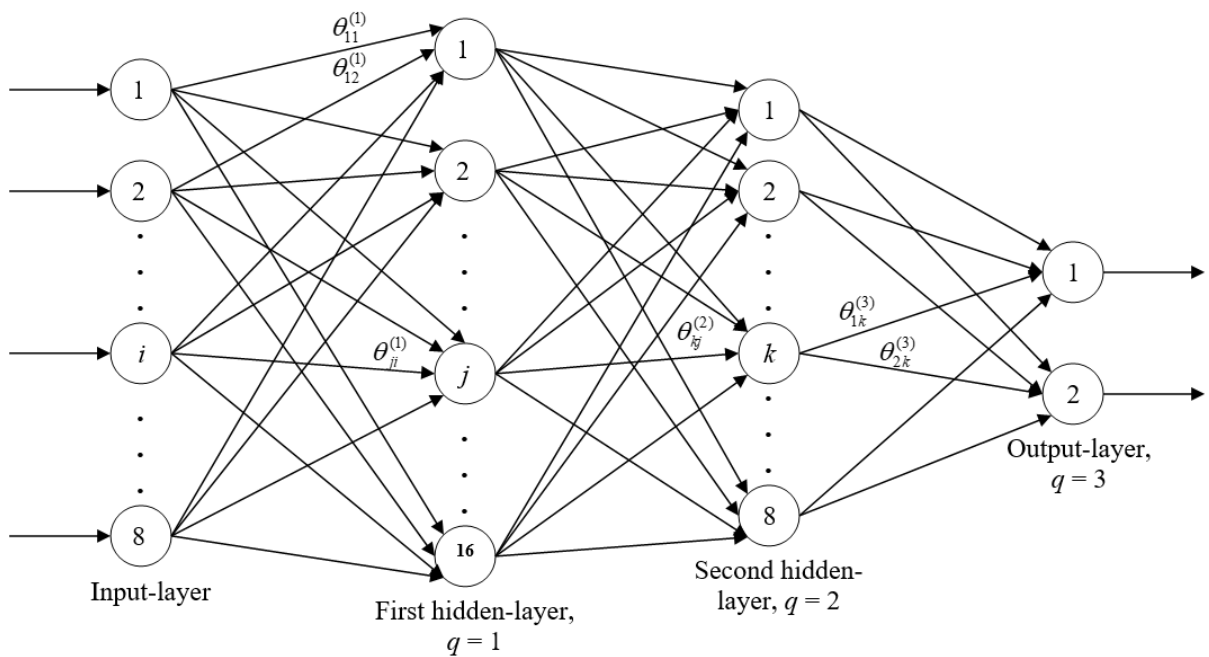 θ₁₁⁽¹⁾
θ₁₂⁽¹⁾
1
2
i
8
Input-layer
θⱼᵢ⁽¹⁾
1
2
j
16
First hidden-layer,
q = 1
θₖⱼ⁽²⁾
1
2
k
8
Second hidden-
layer, q = 2
θ₁ₖ⁽³⁾
θ₂ₖ⁽³⁾
1
2
Output-layer,
q = 3